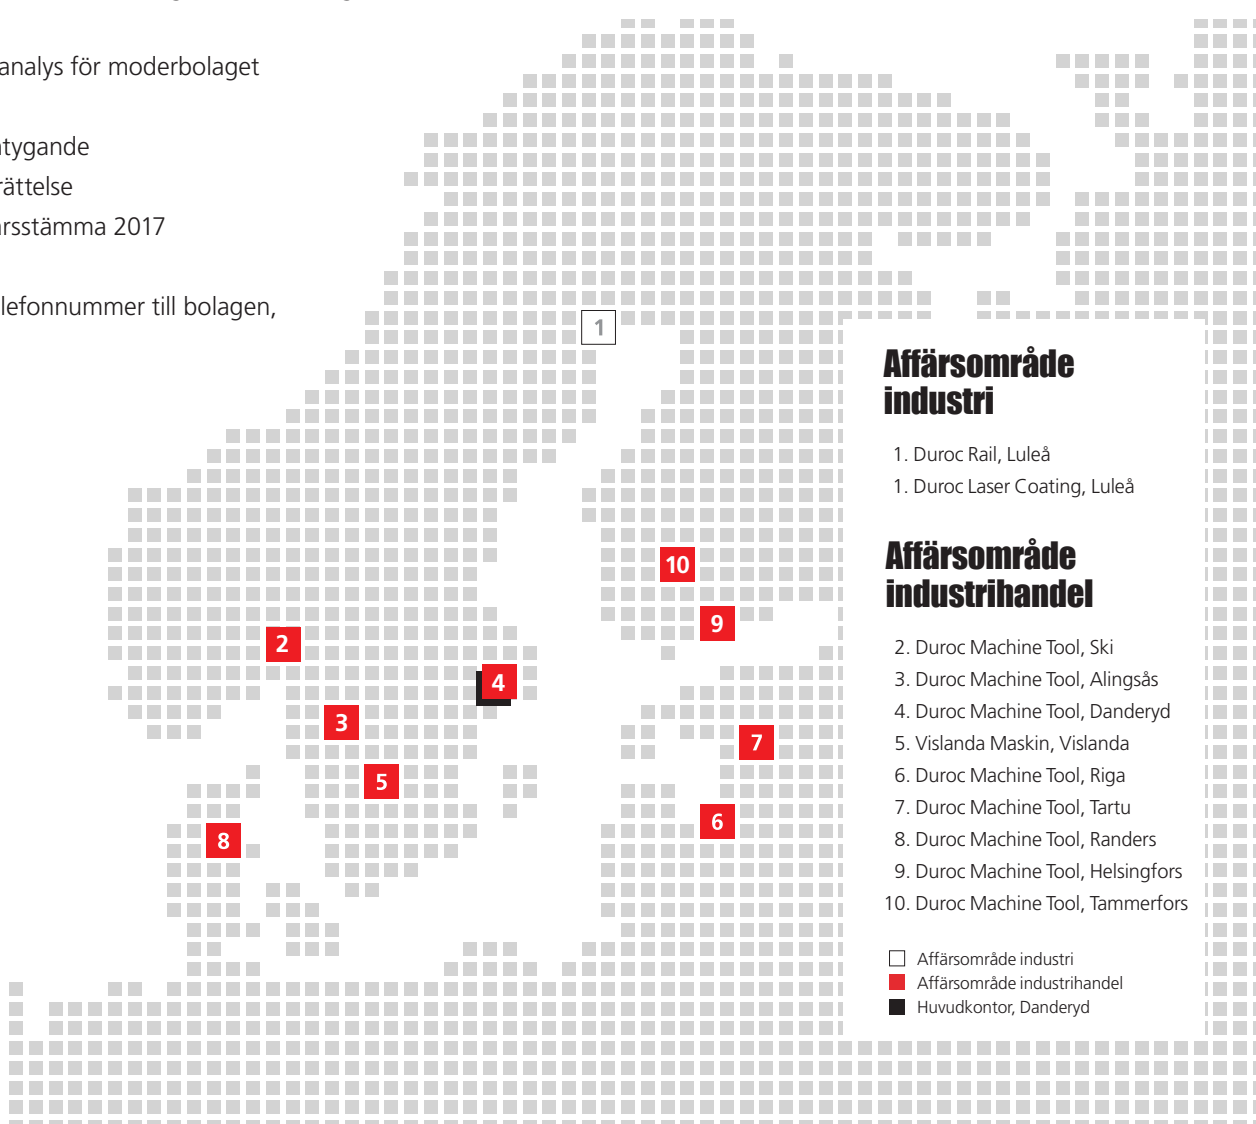 analys för moderbolaget
rättelse
årsstämma 2017
lefonnummer till bolagen,
1
2
3
4
5
6
7
8
9
10
Affärsområde
industri
1. Duroc Rail, Luleå
1. Duroc Laser Coating, Luleå
Affärsområde
industrihandel
2. Duroc Machine Tool, Ski
3. Duroc Machine Tool, Alingsås
4. Duroc Machine Tool, Danderyd
5. Vislanda Maskin, Vislanda
6. Duroc Machine Tool, Riga
7. Duroc Machine Tool, Tartu
8. Duroc Machine Tool, Randers
9. Duroc Machine Tool, Helsingfors
10. Duroc Machine Tool, Tammerfors
Affärsområde industri
Affärsområde industrihandel
Huvudkontor, Danderyd